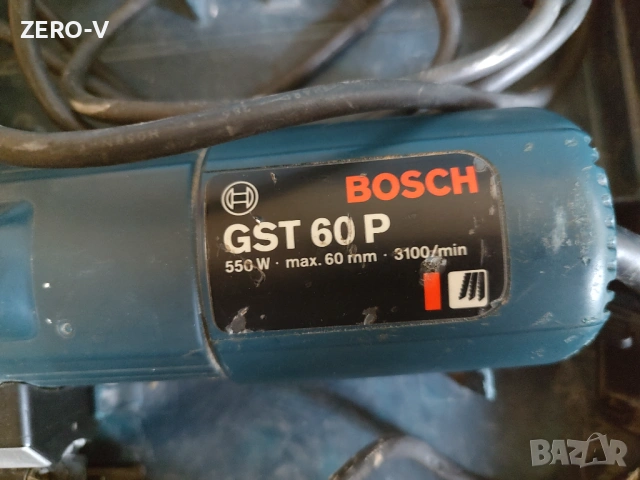 ZERO-V
BOSCH
GST 60 P
550 W · max. 60 mm · 3100/min
BAZAR